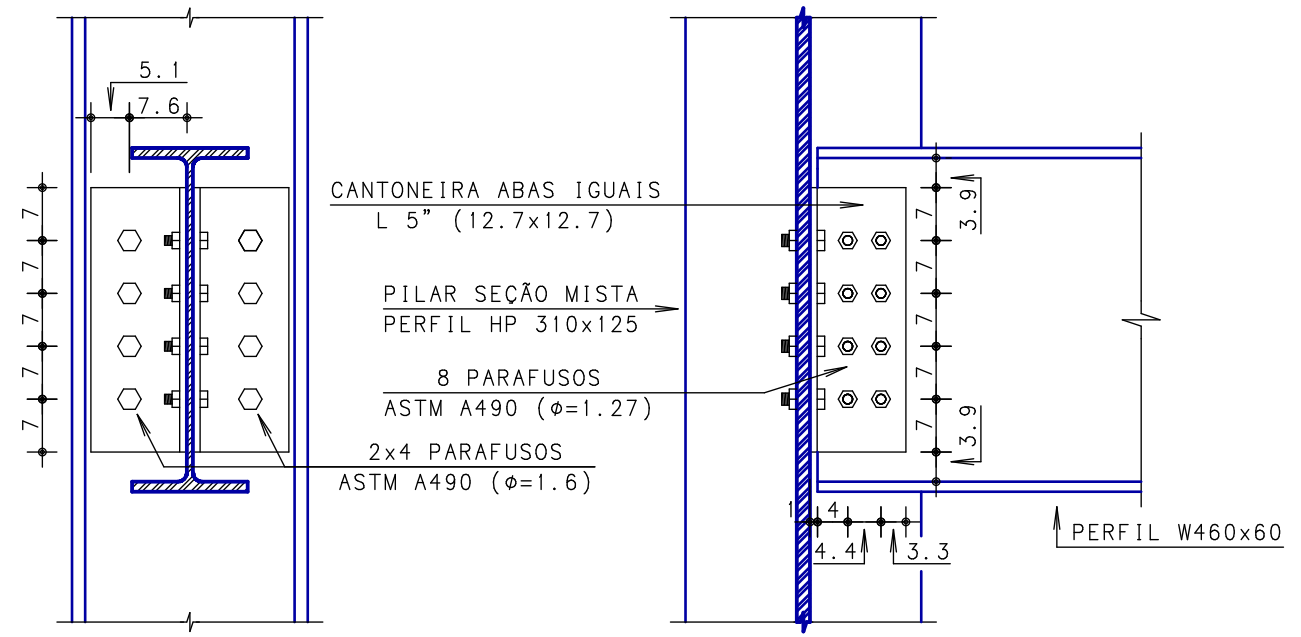 5.1
7.6
7
7
7
7
7
CANTONEIRA ABAS IGUAIS
L 5” (12.7x12.7)
PILAR SEÇÃO MISTA
PERFIL HP 310x125
8 PARAFUSOS
ASTM A490 (φ=1.27)
2x4 PARAFUSOS
ASTM A490 (φ=1.6)
3.9
7
7
7
7
7
3.9
1
4
4.4
3.3
PERFIL W460x60